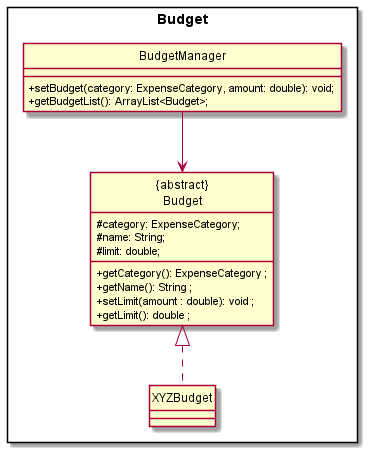 Budget
BudgetManager
+setBudget(category: ExpenseCategory, amount: double): void;
+getBudgetList(): ArrayList<Budget>;
{abstract}
Budget
#category: ExpenseCategory;
#name: String;
#limit: double;
+getCategory(): ExpenseCategory ;
+getName(): String ;
+setLimit(amount : double): void ;
+getLimit(): double ;
XYZBudget